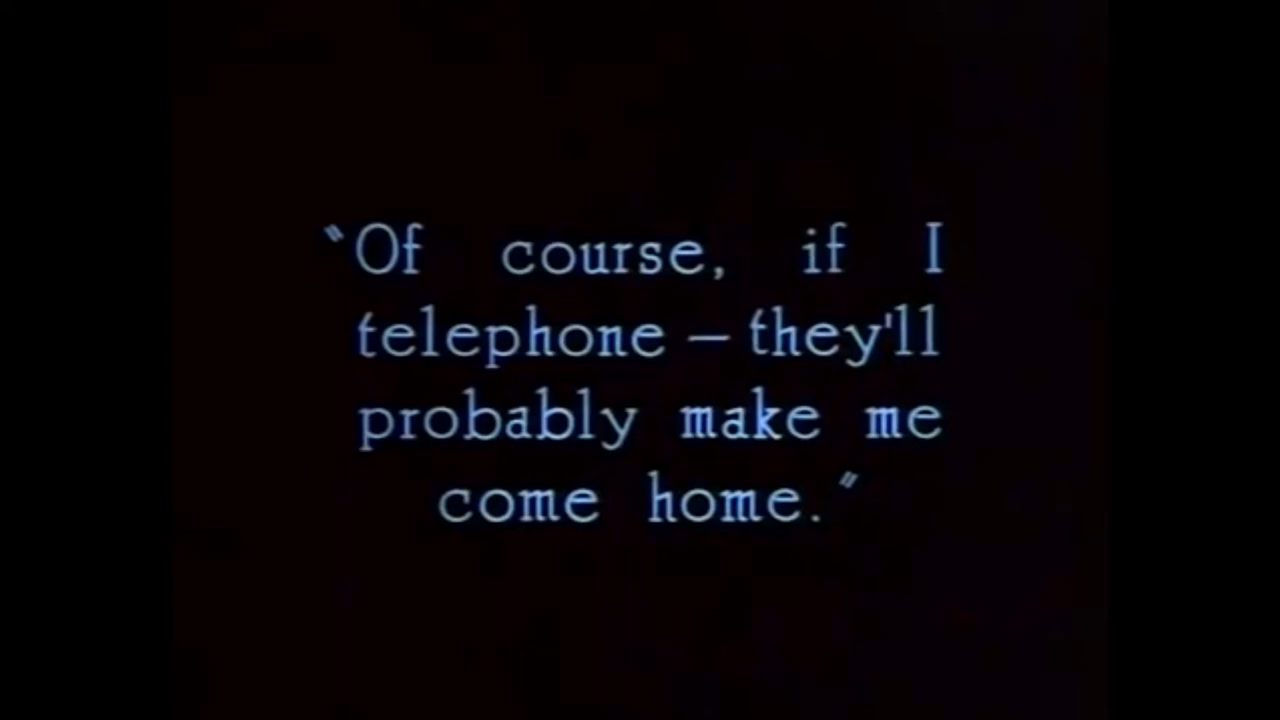 "Of course, if I
telephone — they'll
probably make me
come home."